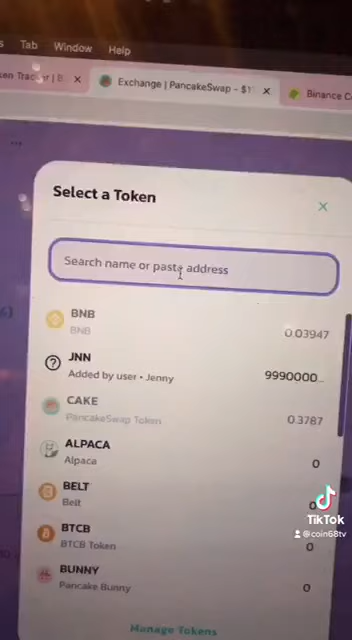 Tab Window Help
Exchange | PancakeSwap - $1
Binance C
Select a Token
Search name or paste address
BNB
BNB
0.03947
JNN
Added by user • Jenny
9990000...
CAKE
PancakeSwap Token
0.3787
ALPACA
Alpaca
0
BELT
Belt
BTCB
BTCB Token
0
BUNNY
Pancake Bunny
0
Manage Tokens
TikTok
@coin68tv